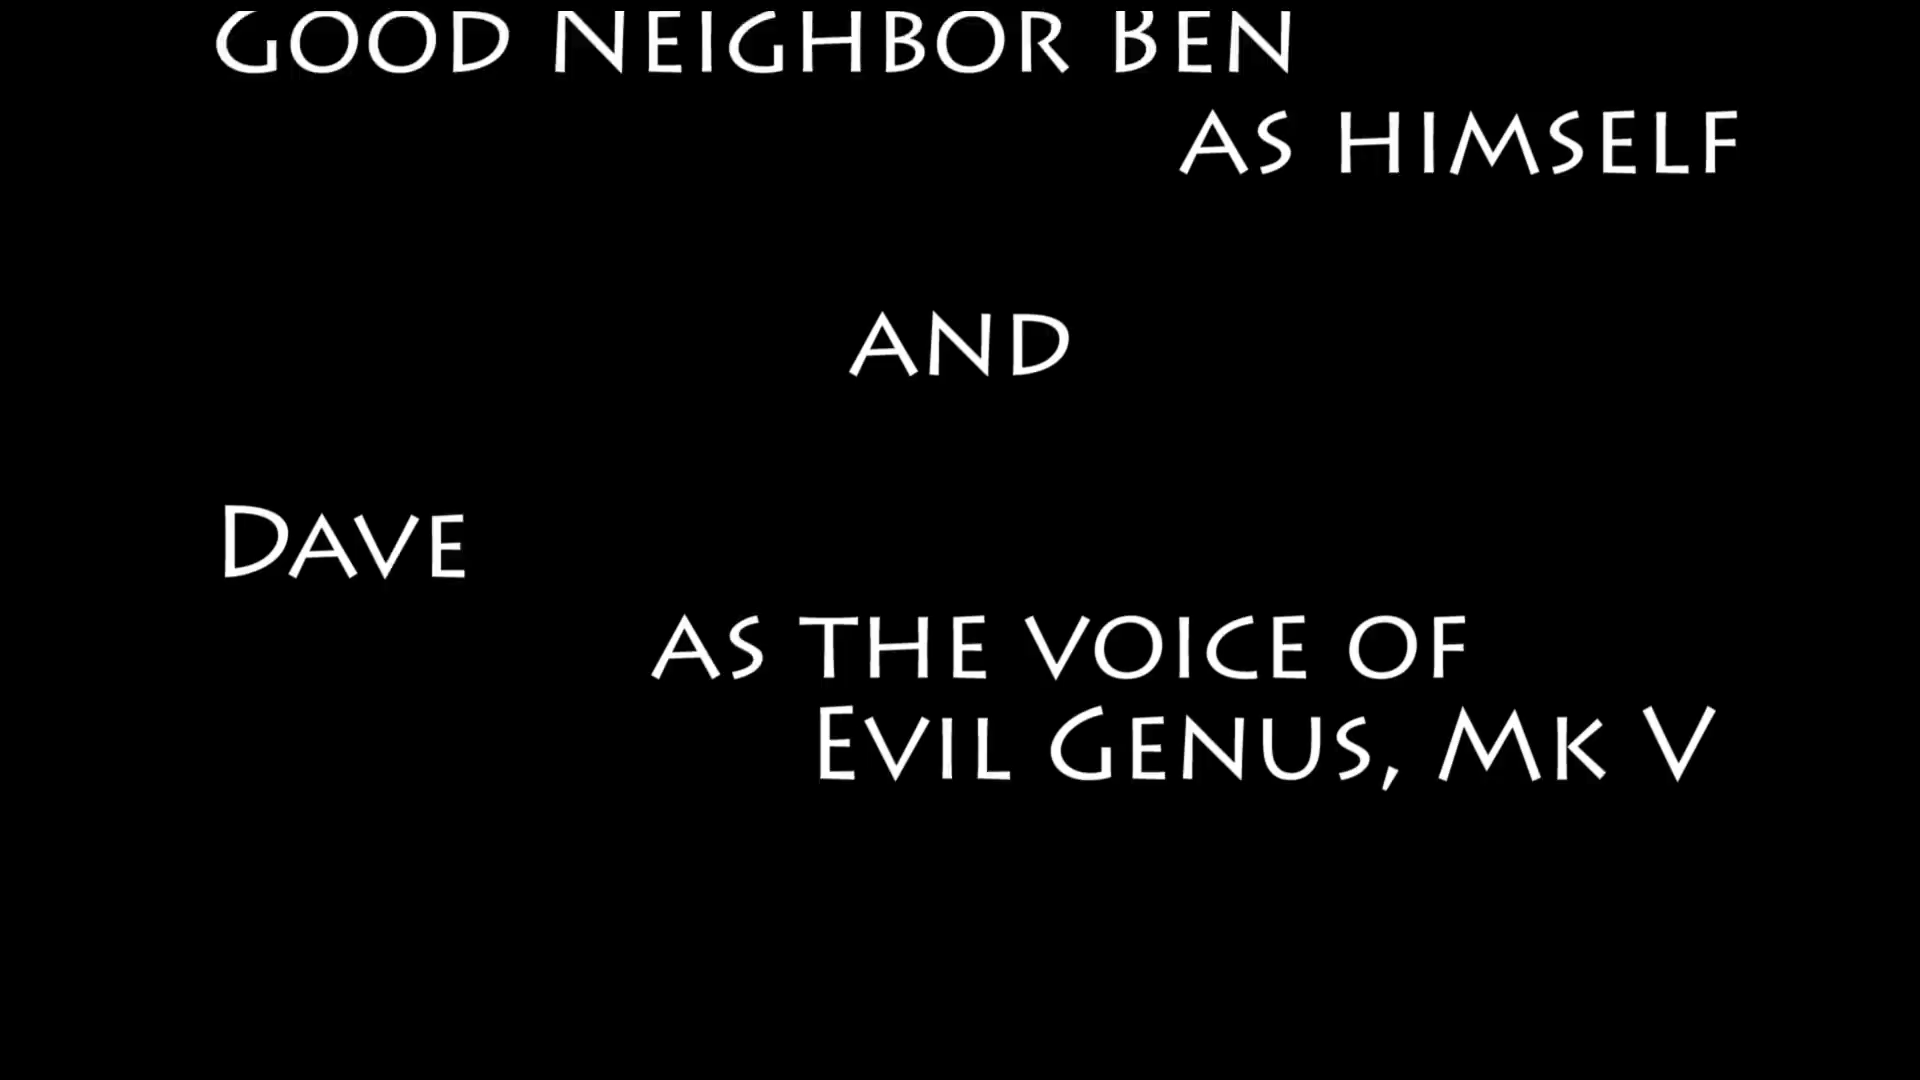 Good Neighbor Ben
as himself
and
Dave
as the voice of
Evil Genus, Mk V